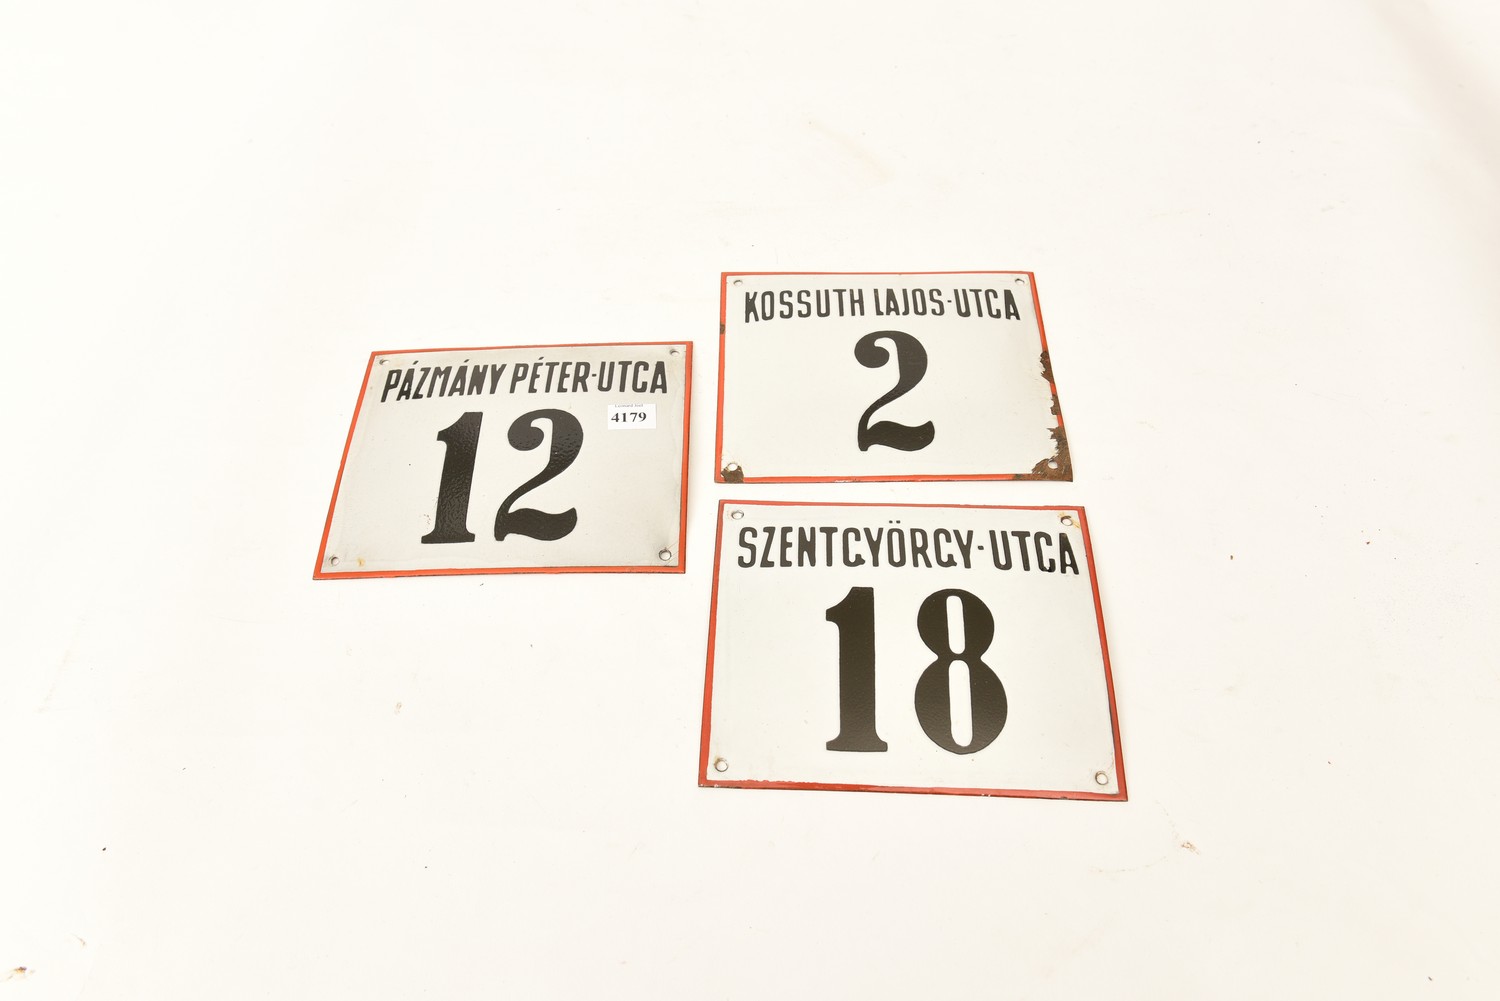 PÁZMÁNY PÉTER-UTCA
12
4179
KOSSUTH LAJOS-UTCA
2
SZENTGYÖRGY-UTCA
18